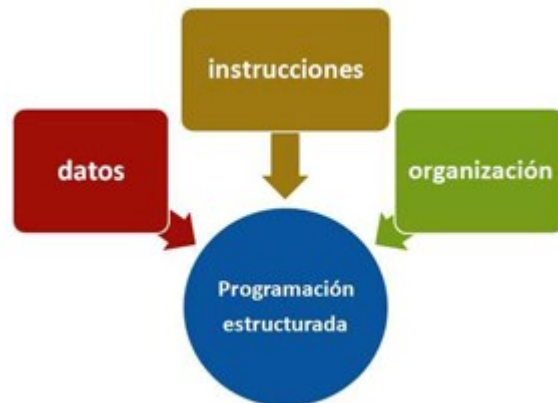 instrucciones
datos
organización
Programación
estructurada